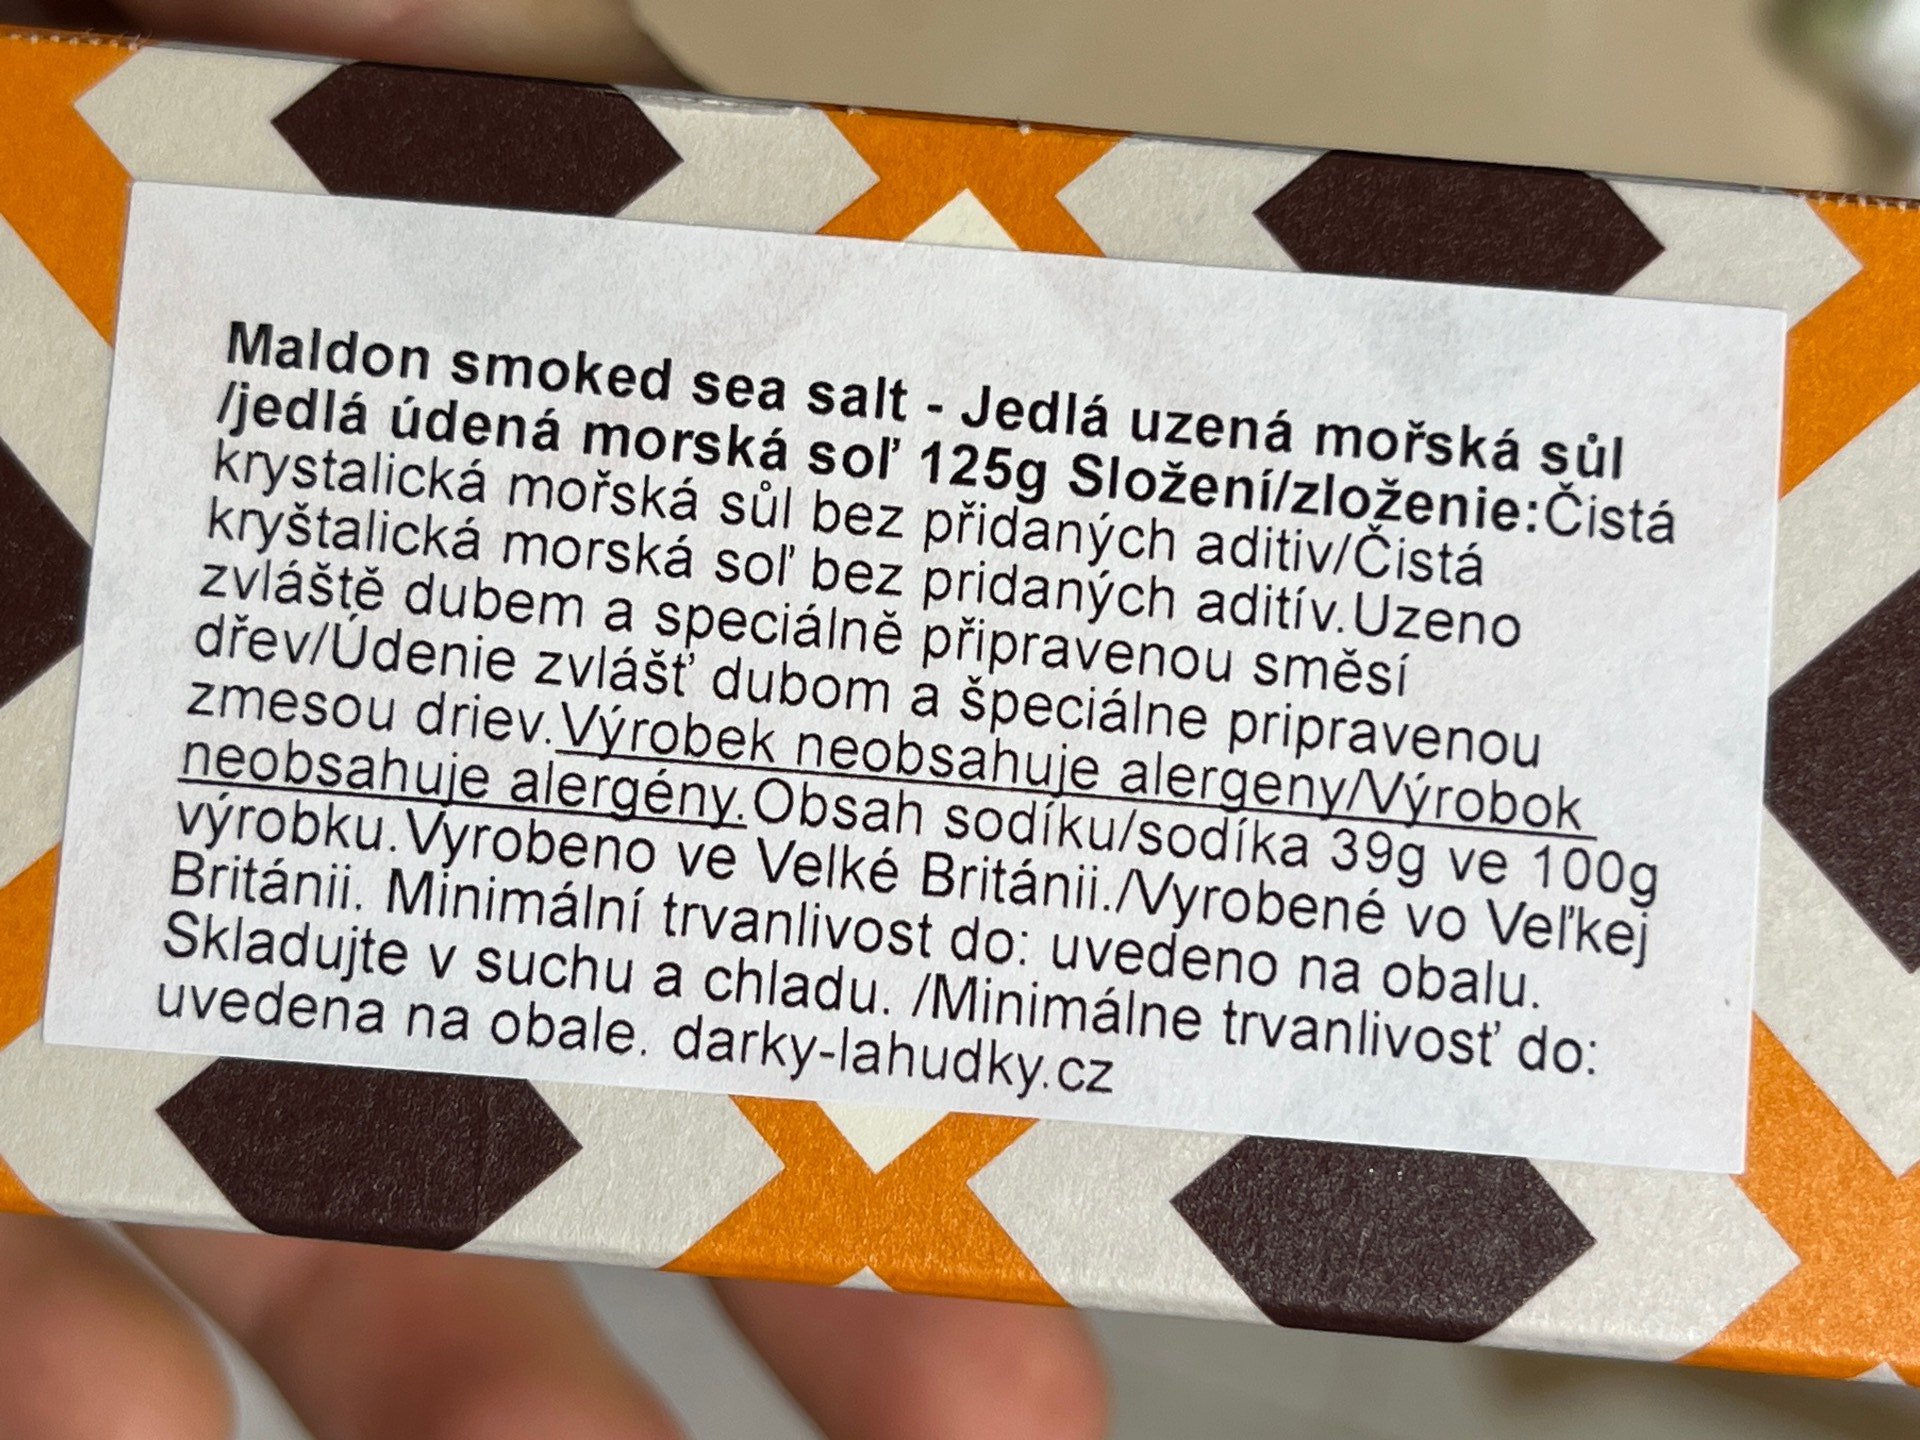 Maldon smoked sea salt - Jedlá uzená mořská sůl
/jedlá údená morská soľ 125g Složení/zloženie:Čistá
krystalická mořská sůl bez přidaných aditiv/Čistá
kryštalická morská soľ bez pridaných aditív.Uzeno
zvláště dubem a speciálně připravenou směsí
dřev/Údenie zvlášť dubom a špeciálne pripravenou
zmesou driev.Výrobek neobsahuje alergeny/Výrobok
neobsahuje alergény.Obsah sodíku/sodíka 39g ve 100g
výrobku.Vyrobeno ve Velké Británii./Vyrobené vo Veľkej
Británii. Minimální trvanlivost do: uvedeno na obalu.
Skladujte v suchu a chladu. /Minimálne trvanlivosť do:
uvedena na obale. darky-lahudky.cz